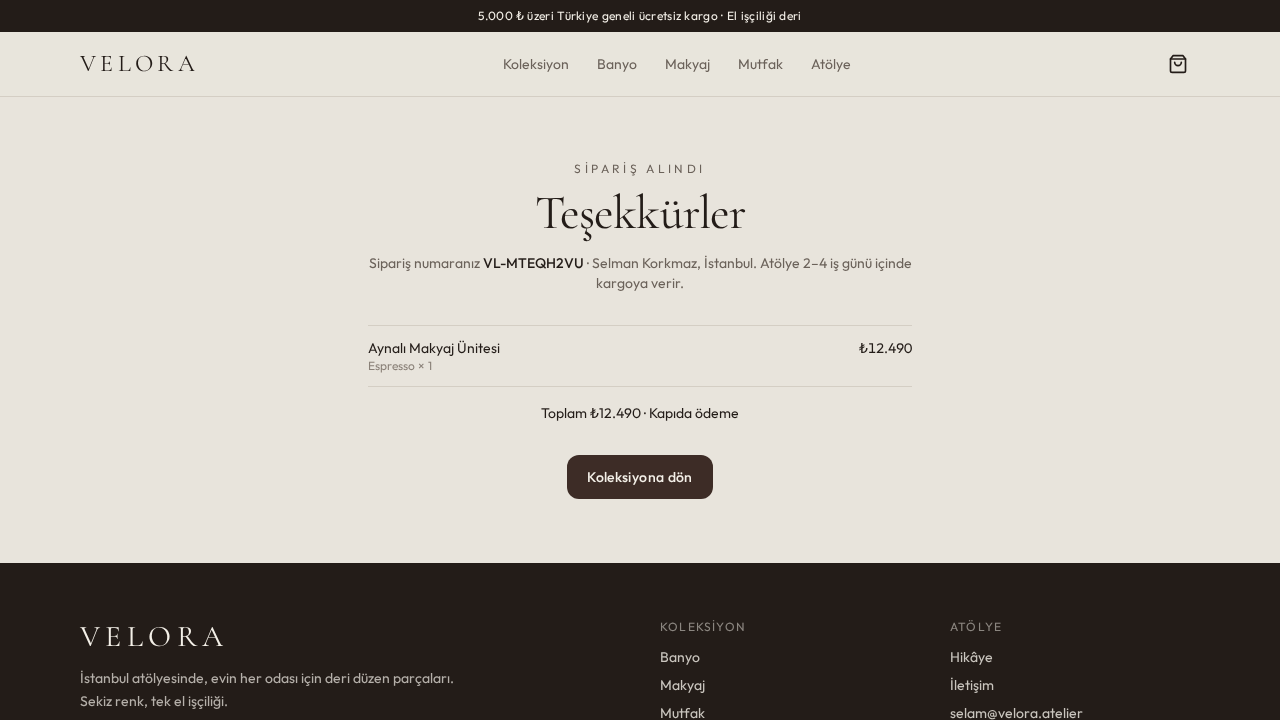 5.000 ₺ üzeri Türkiye geneli ücretsiz kargo · El işçiliği deri
VELORA
Koleksiyon
Banyo
Makyaj
Mutfak
Atölye
SİPARİŞ ALINDI
Teşekkürler
Sipariş numaranız VL-MTEQH2VU · Selman Korkmaz, İstanbul. Atölye 2–4 iş günü içinde
kargoya verir.
Aynalı Makyaj Ünitesi
₺12.490
Espresso × 1
Toplam ₺12.490 · Kapıda ödeme
Koleksiyona dön
VELORA
İstanbul atölyesinde, evin her odası için deri düzen parçaları.
Sekiz renk, tek el işçiliği.
KOLEKSİYON
Banyo
Makyaj
Mutfak
ATÖLYE
Hikâye
İletişim
selam@velora.atelier